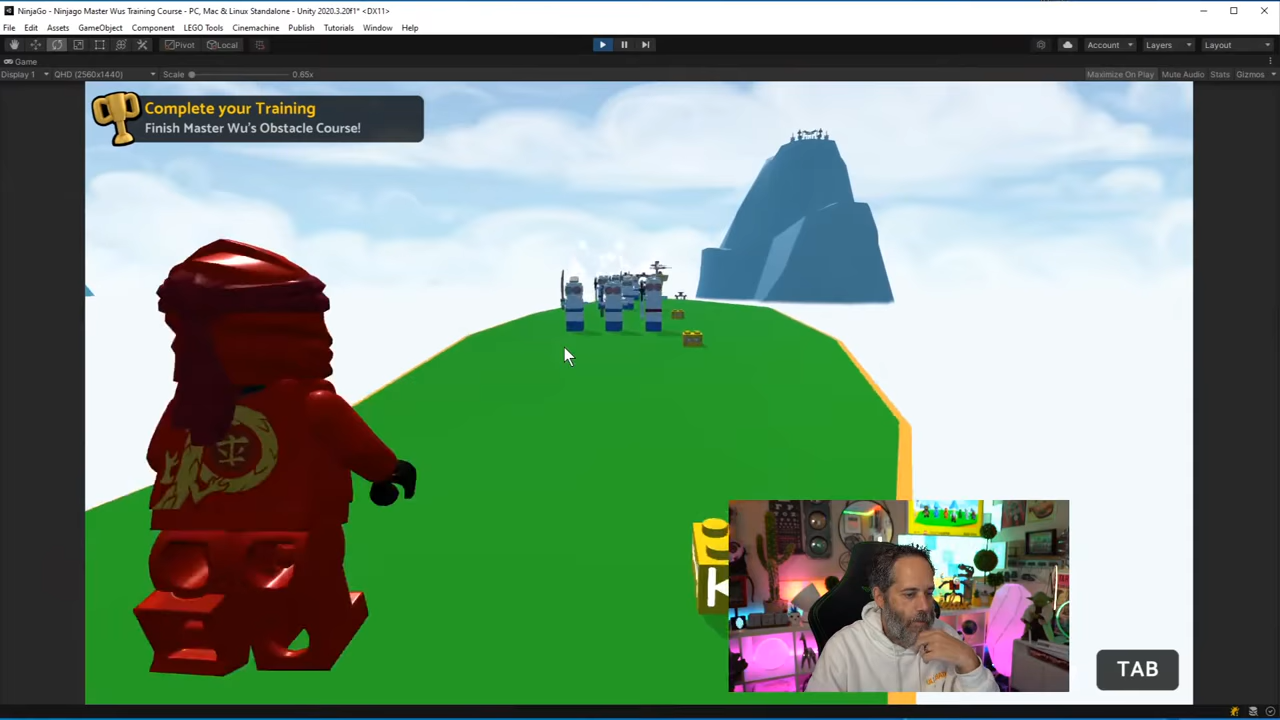 NinjaGo - Ninjago Master Wus Training Course - PC, Mac & Linux Standalone - Unity 2020.3.20f1* <DX11>
File Edit Assets GameObject Component LEGO Tools Cinemachine Publish Tutorials Window Help
Pivot Local Account Layers Layout
Game
Display 1 QHD (2560x1440) Scale 0.65x Maximize On Play Mute Audio Stats Gizmos
Complete your Training
Finish Master Wu's Obstacle Course!
TAB